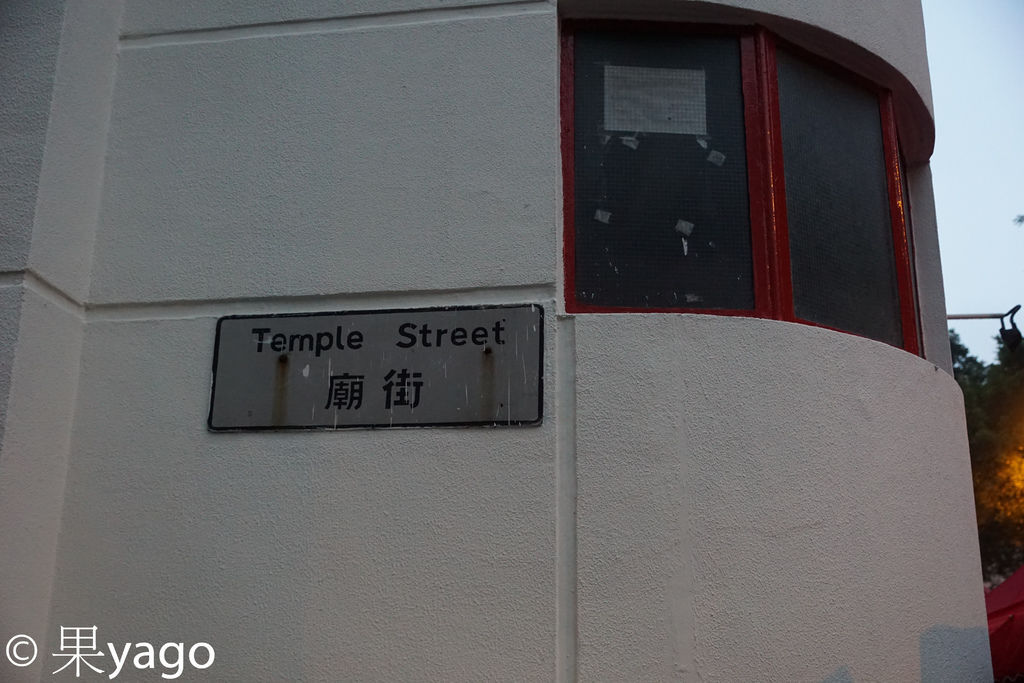 Temple Street
廟街
© 果yago